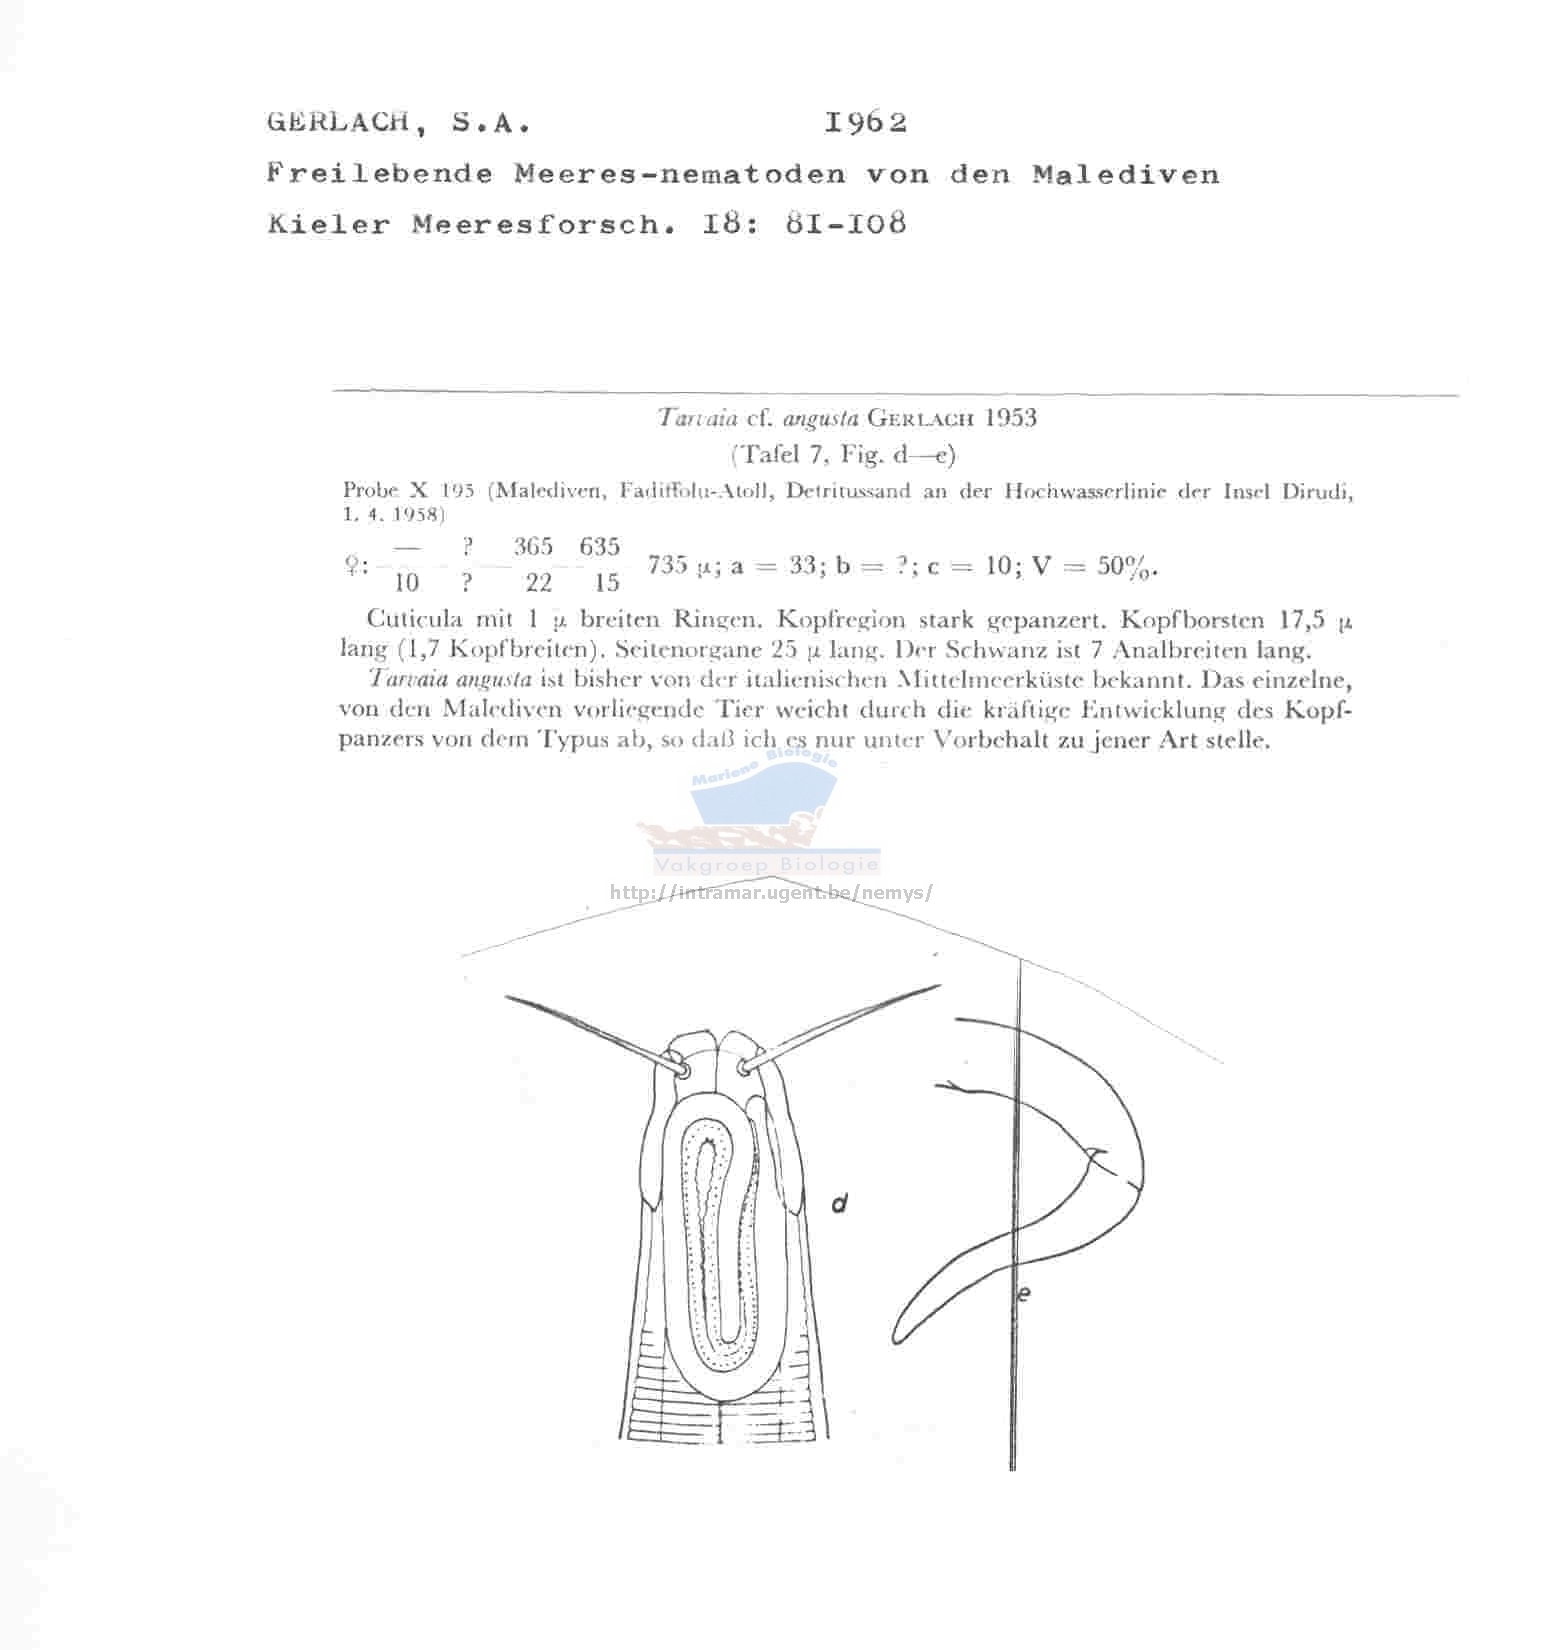 GERLACH, S.A. I962
Freilebende Meeres-nematoden von den Malediven
Kieler Meeresforsch. I8: 8I-I08
Tarvaia cf. angusta GERLACH 1953
(Tafel 7, Fig. d—e)
Probe X 195 (Malediven, Fadiffolu-Atoll, Detritussand an der Hochwasserlinie der Insel Dirudi,
1. 4. 1958)
— ? 365 635
♀: 735 μ; a = 33; b = ?; c = 10; V = 50%.
10 ? 22 15
Cuticula mit 1 μ breiten Ringen. Kopfregion stark gepanzert. Kopfborsten 17,5 μ
lang (1,7 Kopfbreiten). Seitenorgane 25 μ lang. Der Schwanz ist 7 Analbreiten lang.
Tarvaia angusta ist bisher von der italienischen Mittelmeerküste bekannt. Das einzelne,
von den Malediven vorliegende Tier weicht durch die kräftige Entwicklung des Kopf-
panzers von dem Typus ab, so daß ich es nur unter Vorbehalt zu jener Art stelle.
Mariene Biologie
Vakgroep Biologie
http://intramar.ugent.be/nemys/
d
e